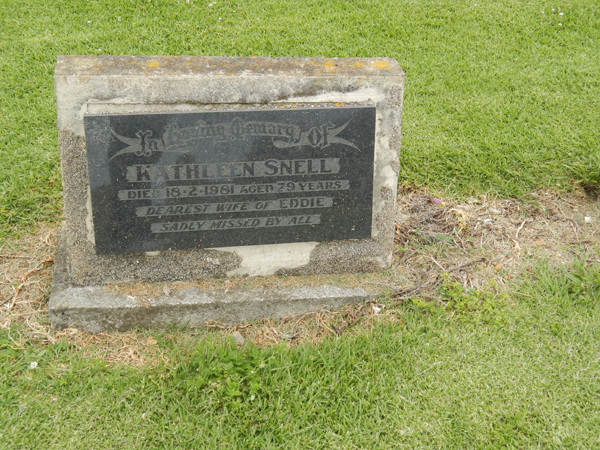 In Loving Memory Of
KATHLEEN SNELL
DIED 18-2-1981 AGED 79 YEARS
DEAREST WIFE OF EDDIE
SADLY MISSED BY ALL